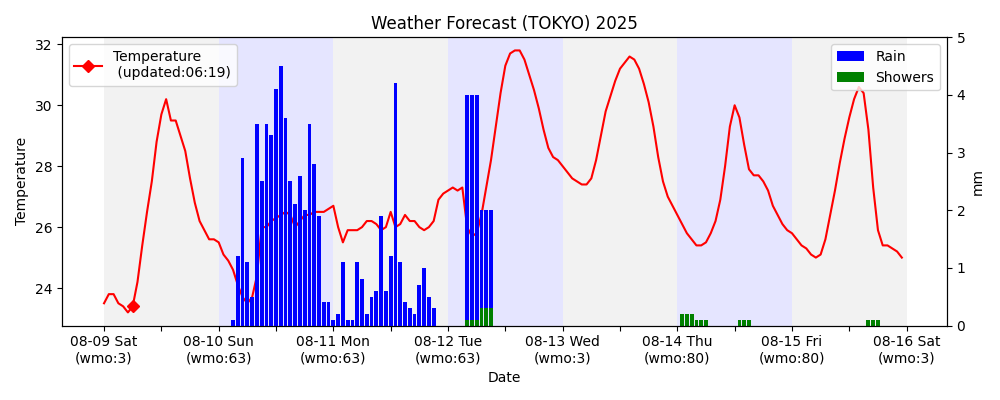 Weather Forecast (TOKYO) 2025
Temperature
(updated:06:19)
Rain
Showers
32
30
28
26
24
Temperature
5
4
3
2
1
0
mm
08-09 Sat
(wmo:3)
08-10 Sun
(wmo:63)
08-11 Mon
(wmo:63)
08-12 Tue
(wmo:63)
08-13 Wed
(wmo:3)
08-14 Thu
(wmo:80)
08-15 Fri
(wmo:80)
08-16 Sat
(wmo:3)
Date